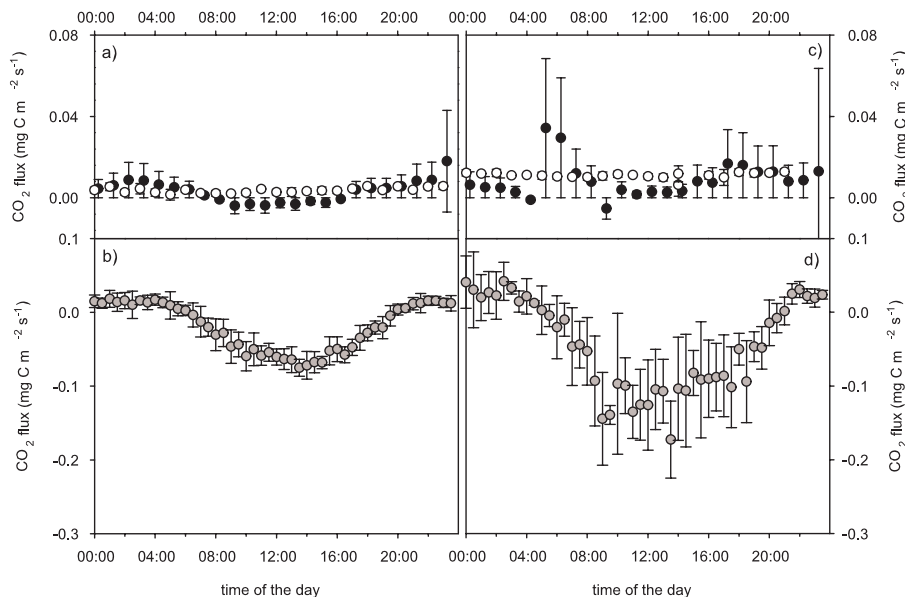 00:00 04:00 08:00 12:00 16:00 20:00 00:00 04:00 08:00 12:00 16:00 20:00
0.08 a) c) 0.08
CO2 flux (mg C m -2 s-1) CO2 flux (mg C m -2 s-1)
0.04 0.04
0.00 0.00
0.1 b) d) 0.1
CO2 flux (mg C m -2 s-1) CO2 flux (mg C m -2 s-1)
0.0 0.0
-0.1 -0.1
-0.2 -0.2
-0.3 -0.3
00:00 04:00 08:00 12:00 16:00 20:00 00:00 04:00 08:00 12:00 16:00 20:00
time of the day time of the day